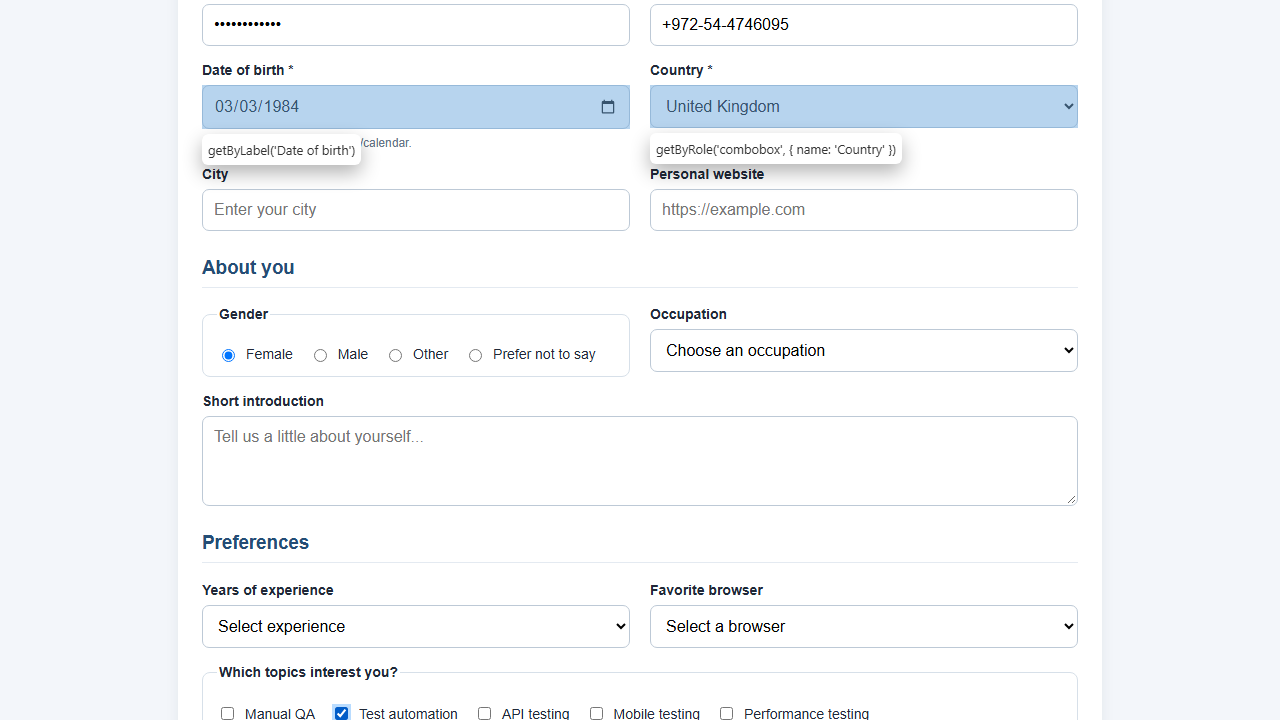 ••••••••••••
+972-54-4746095
Date of birth *
Country *
03/03/1984
United Kingdom
/calendar.
getByLabel('Date of birth')
getByRole('combobox', { name: 'Country' })
City
Personal website
Enter your city
https://example.com
About you
Gender
Occupation
Female
Male
Other
Prefer not to say
Choose an occupation
Short introduction
Tell us a little about yourself...
Preferences
Years of experience
Favorite browser
Select experience
Select a browser
Which topics interest you?
Manual QA
Test automation
API testing
Mobile testing
Performance testing